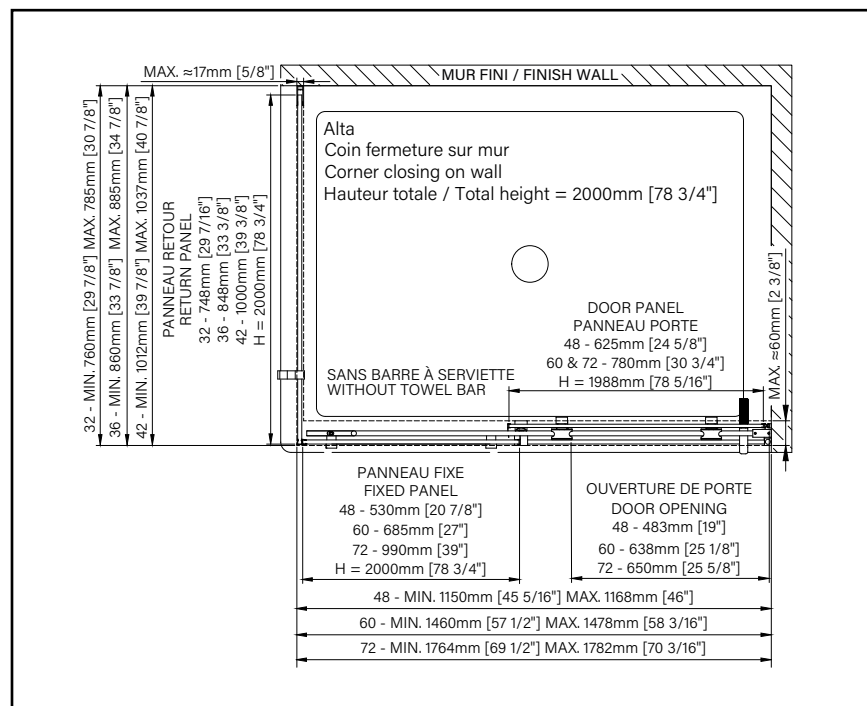 MAX. ≈17mm [5/8"]
MUR FINI / FINISH WALL
Alta
Coin fermeture sur mur
Corner closing on wall
Hauteur totale / Total height = 2000mm [78 3/4"]
32 - MIN. 760mm [29 7/8"] MAX. 785mm [30 7/8"]
36 - MIN. 860mm [33 7/8"] MAX. 885mm [34 7/8"]
42 - MIN. 1012mm [39 7/8"] MAX. 1037mm [40 7/8"]
PANNEAU RETOUR
RETURN PANEL
32 - 748mm [29 7/16"]
36 - 848mm [33 3/8"]
42 - 1000mm [39 3/8"]
H = 2000mm [78 3/4"]
DOOR PANEL
PANNEAU PORTE
48 - 625mm [24 5/8"]
60 & 72 - 780mm [30 3/4"]
H = 1988mm [78 5/16"]
MAX. ≈60mm [2 3/8"]
SANS BARRE À SERVIETTE
WITHOUT TOWEL BAR
PANNEAU FIXE
FIXED PANEL
48 - 530mm [20 7/8"]
60 - 685mm [27"]
72 - 990mm [39"]
H = 2000mm [78 3/4"]
OUVERTURE DE PORTE
DOOR OPENING
48 - 483mm [19"]
60 - 638mm [25 1/8"]
72 - 650mm [25 5/8"]
48 - MIN. 1150mm [45 5/16"] MAX. 1168mm [46"]
60 - MIN. 1460mm [57 1/2"] MAX. 1478mm [58 3/16"]
72 - MIN. 1764mm [69 1/2"] MAX. 1782mm [70 3/16"]